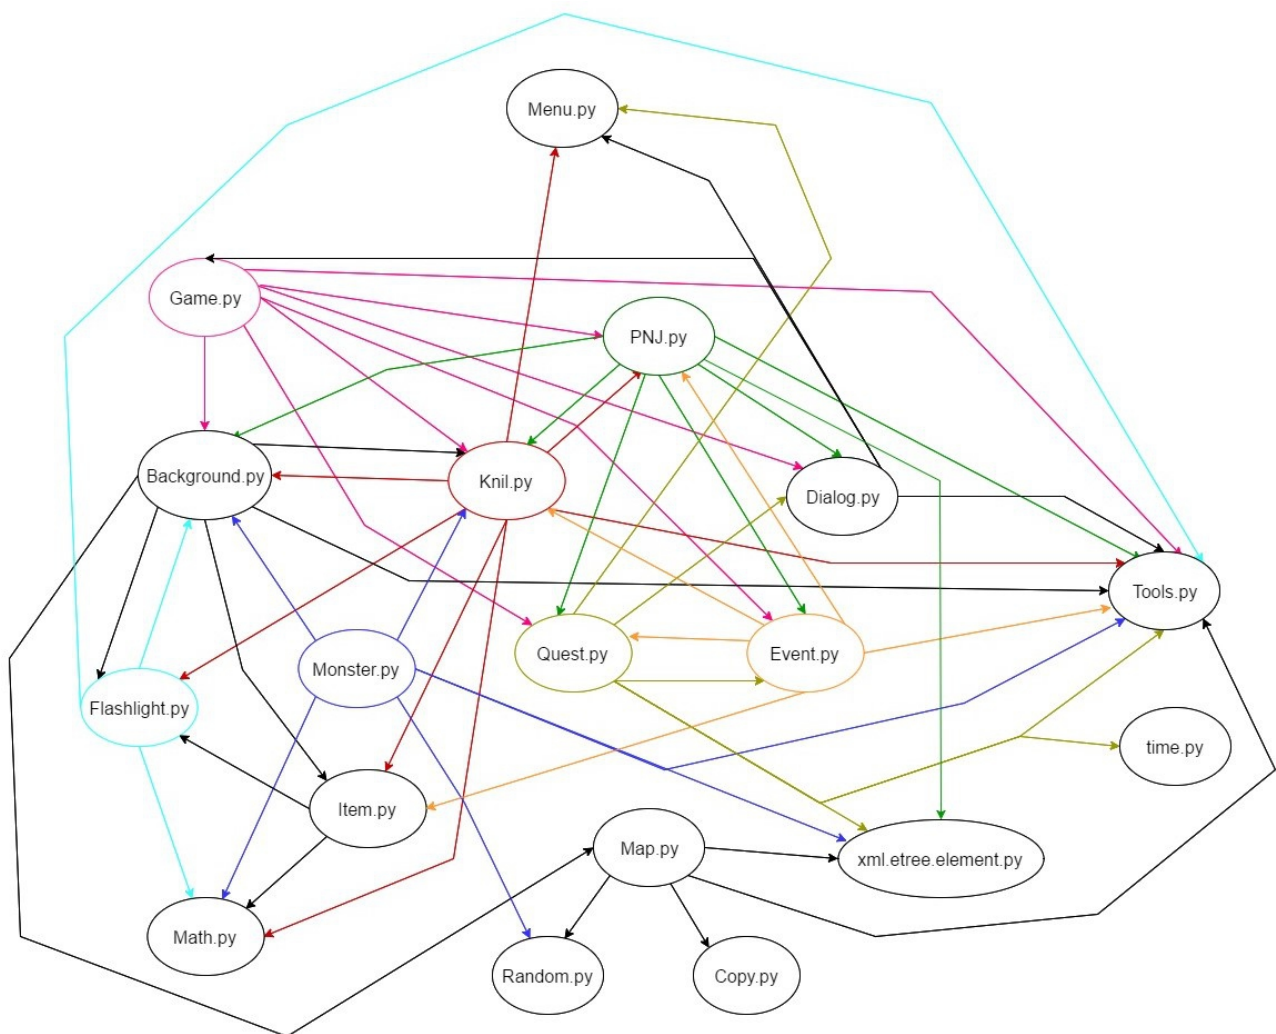 Menu.py
Game.py
PNJ.py
Background.py
Knil.py
Dialog.py
Tools.py
Quest.py
Event.py
Monster.py
Flashlight.py
time.py
Item.py
Map.py
xml.etree.element.py
Math.py
Random.py
Copy.py